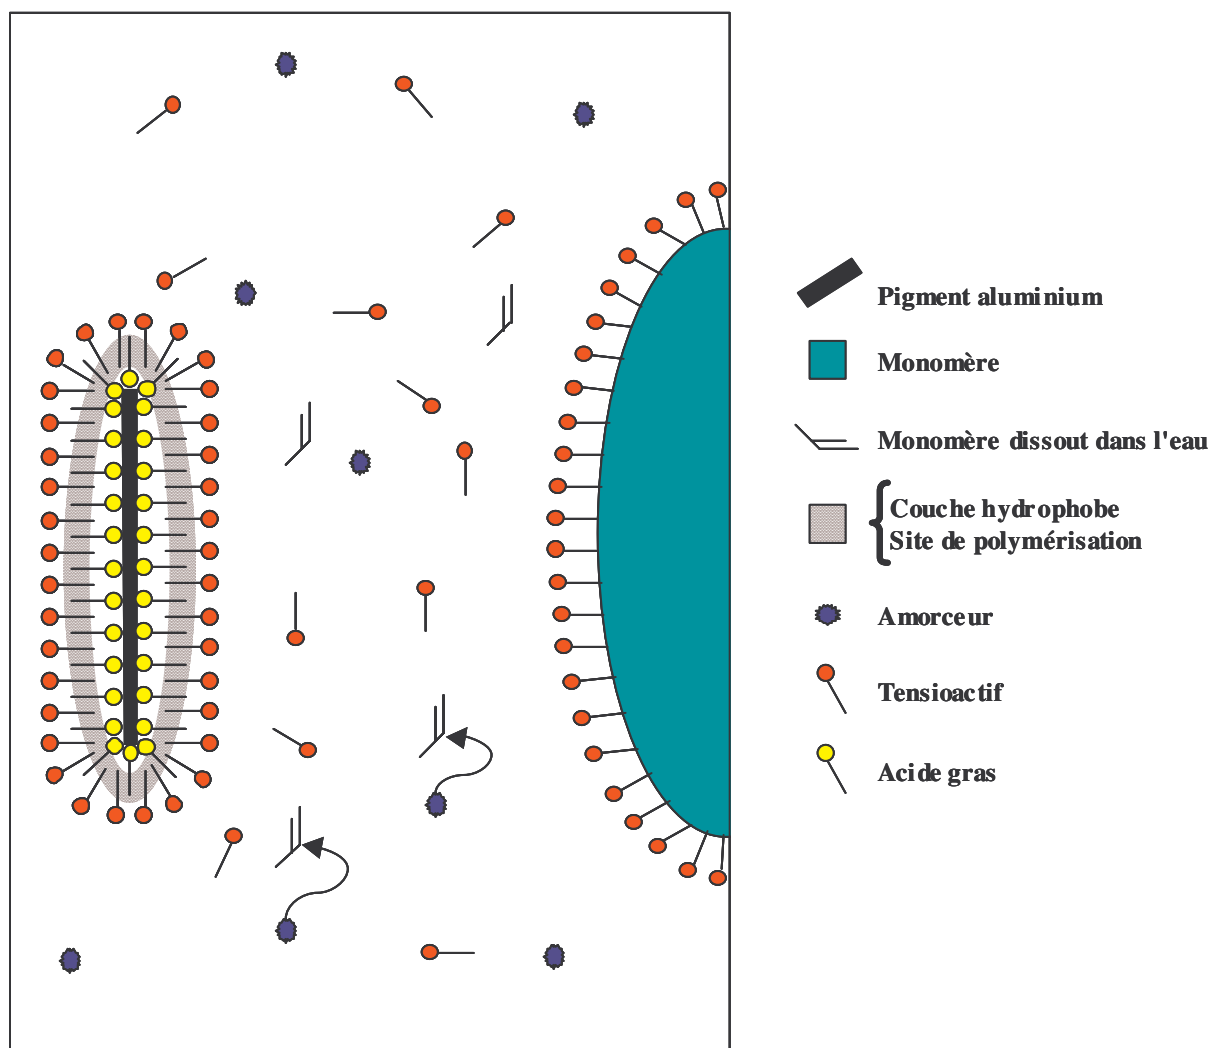 Pigment aluminium
Monomère
Monomère dissout dans l'eau
Couche hydrophobe
Site de polymérisation
Amorceur
Tensioactif
Acide gras